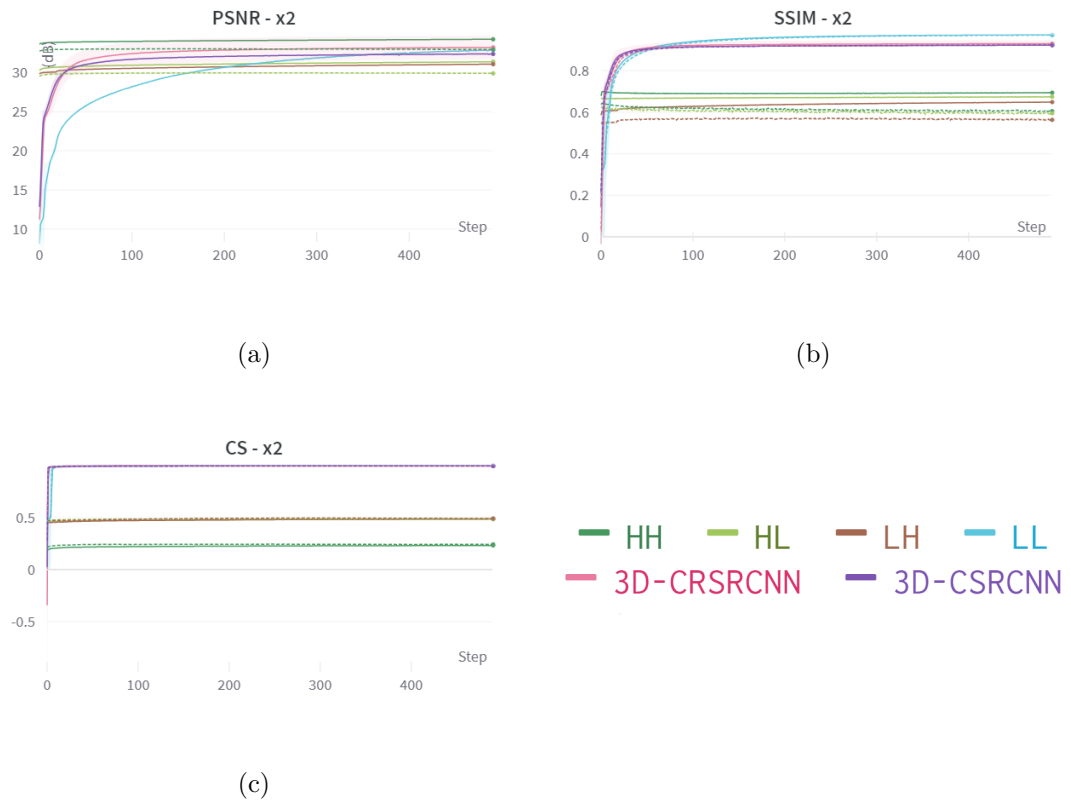 PSNR - x2
(dB)
30
25
20
15
10
Step
0 100 200 300 400
(a)
SSIM - x2
0.8
0.6
0.4
0.2
0
Step
0 100 200 300 400
(b)
CS - x2
0.5
0
-0.5
Step
0 100 200 300 400
(c)
HH HL LH LL
3D-CRSRCNN 3D-CSRCNN